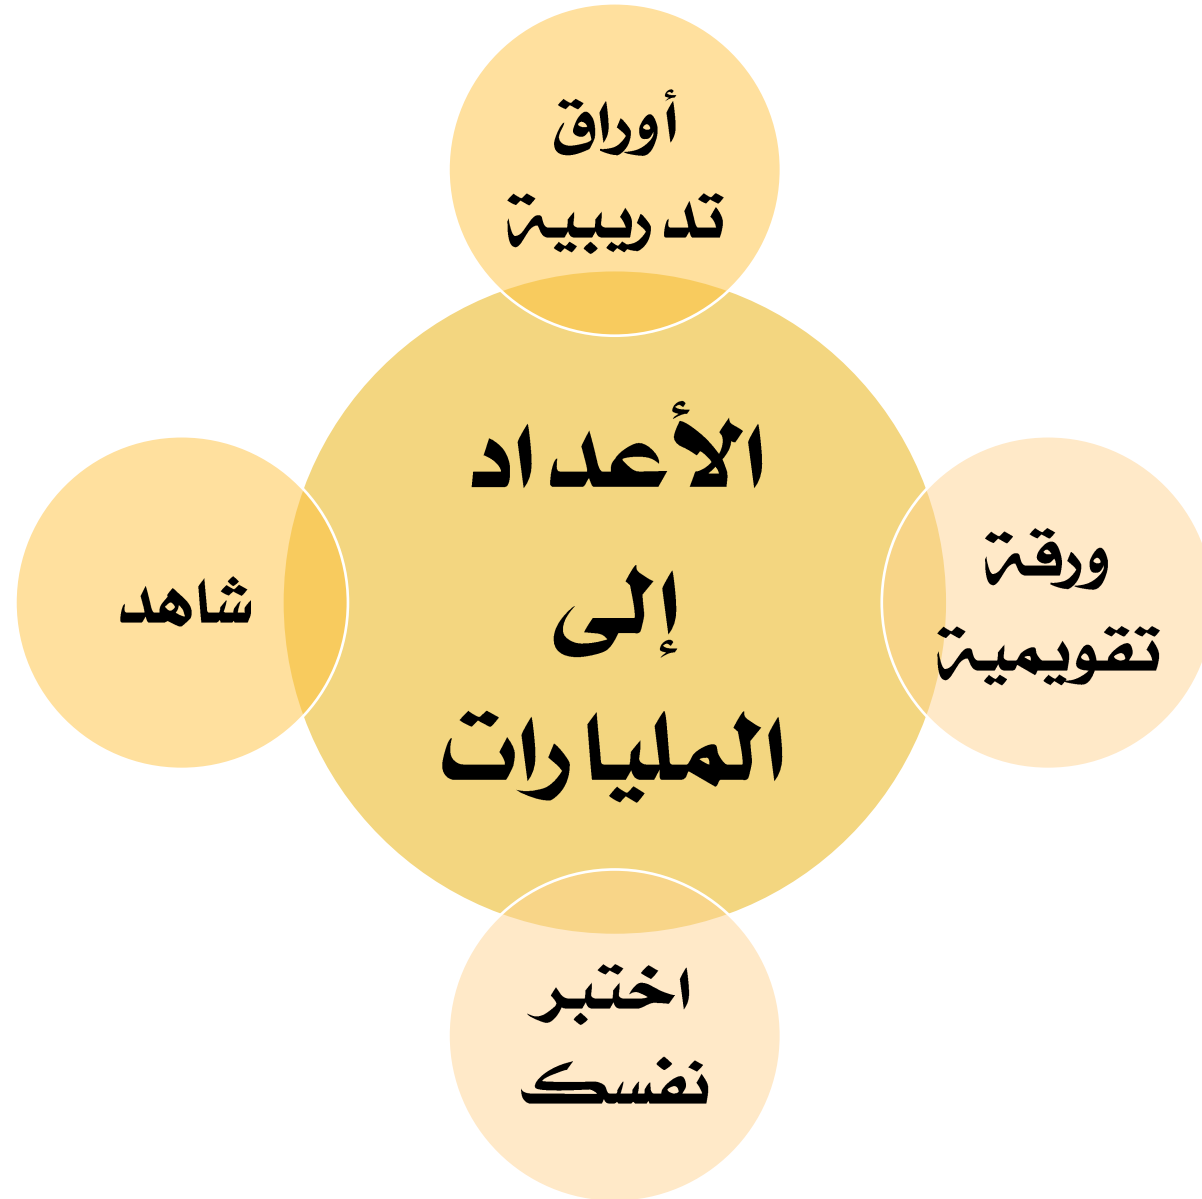 أوراق
تدريبية
الأعداد
إلى
المليارات
ورقة
تقويمية
شاهد
اختبر
نفسك